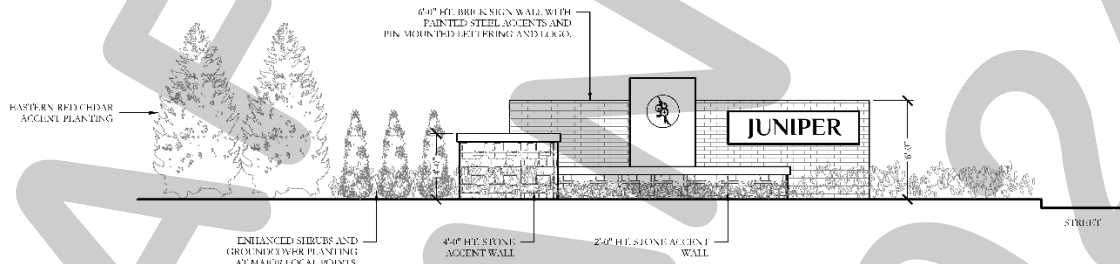 6'-0" HT. BRICK SIGN WALL WITH
PAINTED STEEL ACCENTS AND
PIN MOUNTED LETTERING AND LOGO.
EASTERN RED CEDAR
ACCENT PLANTING
JUNIPER
4'-0"
6'-0"
ENHANCED SHRUBS AND
GROUNDCOVER PLANTING
AT MAJOR FOCAL POINTS.
4'-0" HT. STONE
ACCENT WALL
2'-0" HT. STONE ACCENT
WALL
STREET